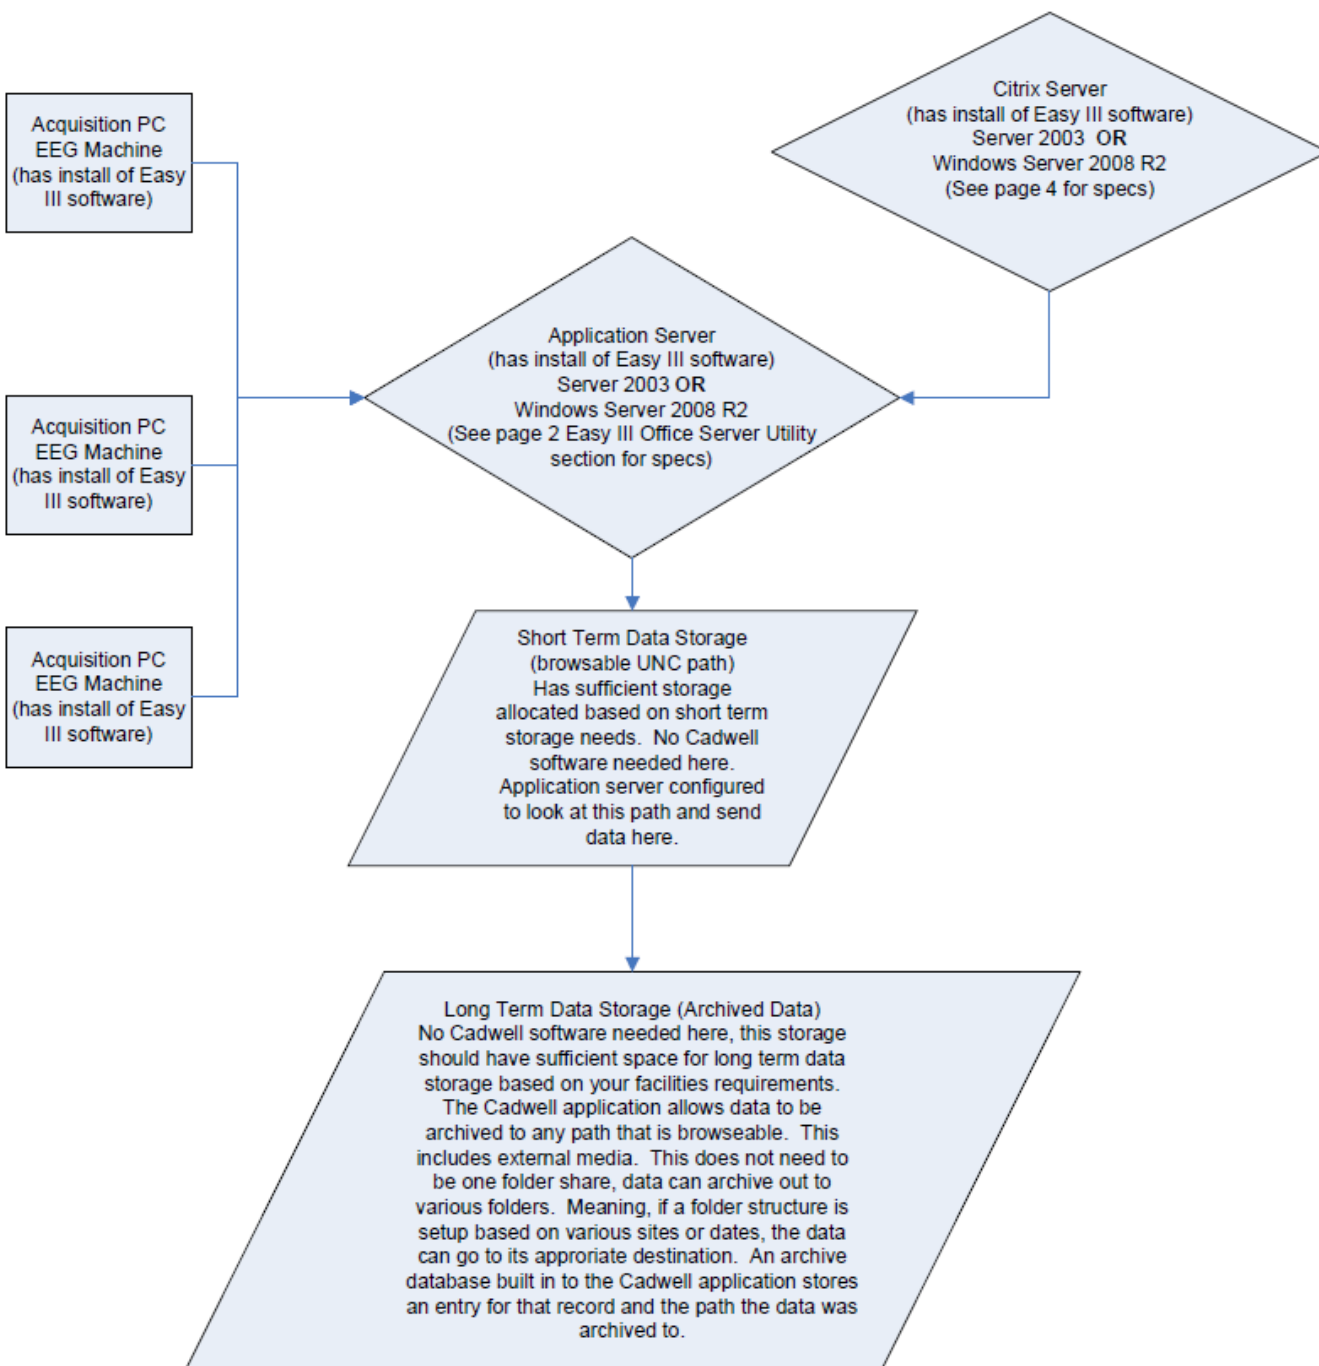 Citrix Server
(has install of Easy III software)
Server 2003 OR
Windows Server 2008 R2
(See page 4 for specs)
Acquisition PC
EEG Machine
(has install of Easy
III software)
Application Server
(has install of Easy III software)
Server 2003 OR
Windows Server 2008 R2
(See page 2 Easy III Office Server Utility
section for specs)
Acquisition PC
EEG Machine
(has install of Easy
III software)
Acquisition PC
EEG Machine
(has install of Easy
III software)
Short Term Data Storage
(browsable UNC path)
Has sufficient storage
allocated based on short term
storage needs. No Cadwell
software needed here.
Application server configured
to look at this path and send
data here.
Long Term Data Storage (Archived Data)
No Cadwell software needed here, this storage
should have sufficient space for long term data
storage based on your facilities requirements.
The Cadwell application allows data to be
archived to any path that is browseable. This
includes external media. This does not need to
be one folder share, data can archive out to
various folders. Meaning, if a folder structure is
setup based on various sites or dates, the data
can go to its approriate destination. An archive
database built in to the Cadwell application stores
an entry for that record and the path the data was
archived to.